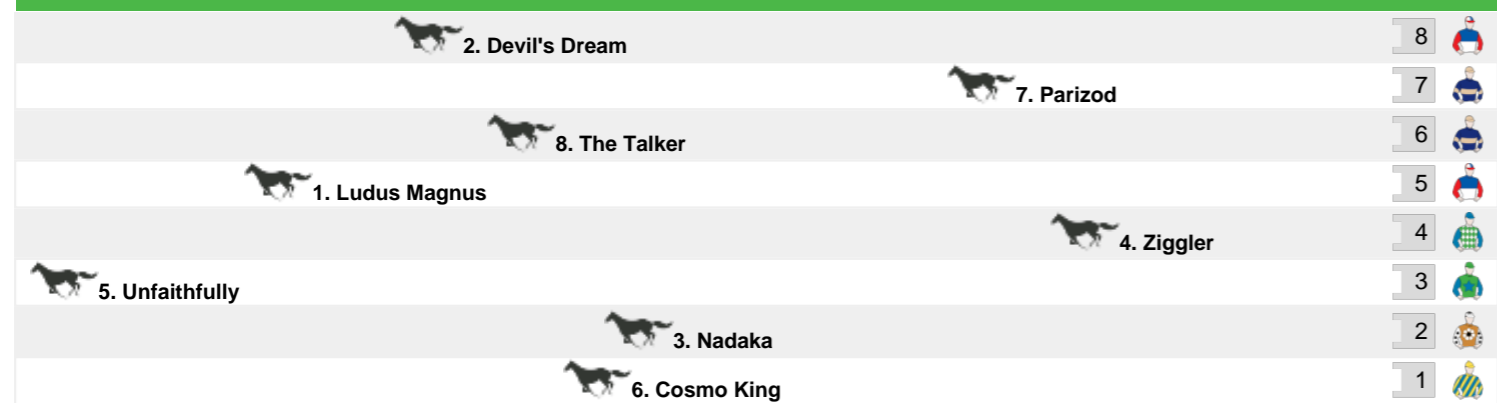 2. Devil's Dream 8
7. Parizod 7
8. The Talker 6
1. Ludus Magnus 5
4. Ziggler 4
5. Unfaithfully 3
3. Nadaka 2
6. Cosmo King 1